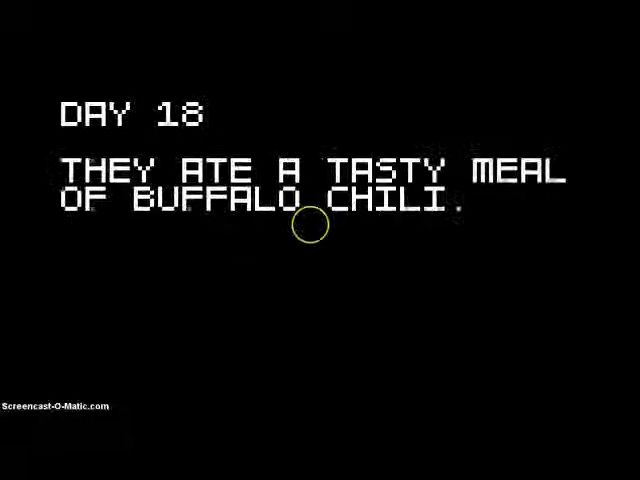 DAY 18
THEY ATE A TASTY MEAL
OF BUFFALO CHILI.
Screencast-O-Matic.com